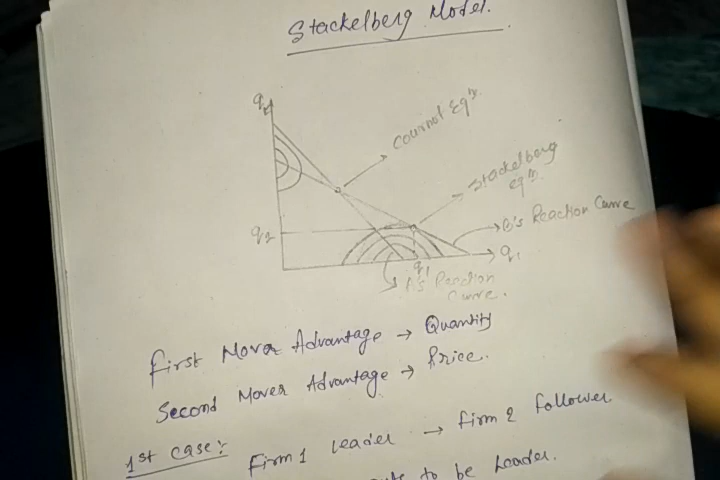 Stackelberg Model.
q2
Cournot Eqm.
Stackelberg
eqm.
B's Reaction Curve
q2
q1
q1
A's Reaction
Curve.
First Mover Advantage → Quantity
Second Mover Advantage → Price.
1st case:- Firm 1 leader → firm 2 follower
to be Leader.